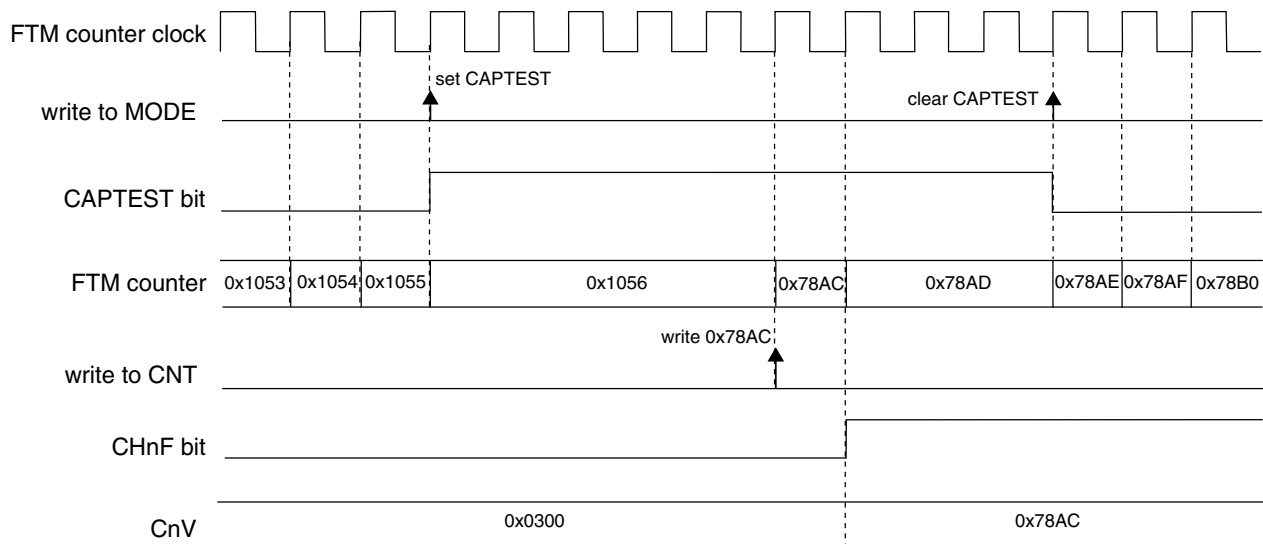 FTM counter clock
set CAPTEST
write to MODE
clear CAPTEST
CAPTEST bit
FTM counter 0x1053 0x1054 0x1055 0x1056 0x78AC 0x78AD 0x78AE 0x78AF 0x78B0
write 0x78AC
write to CNT
CHnF bit
CnV 0x0300 0x78AC